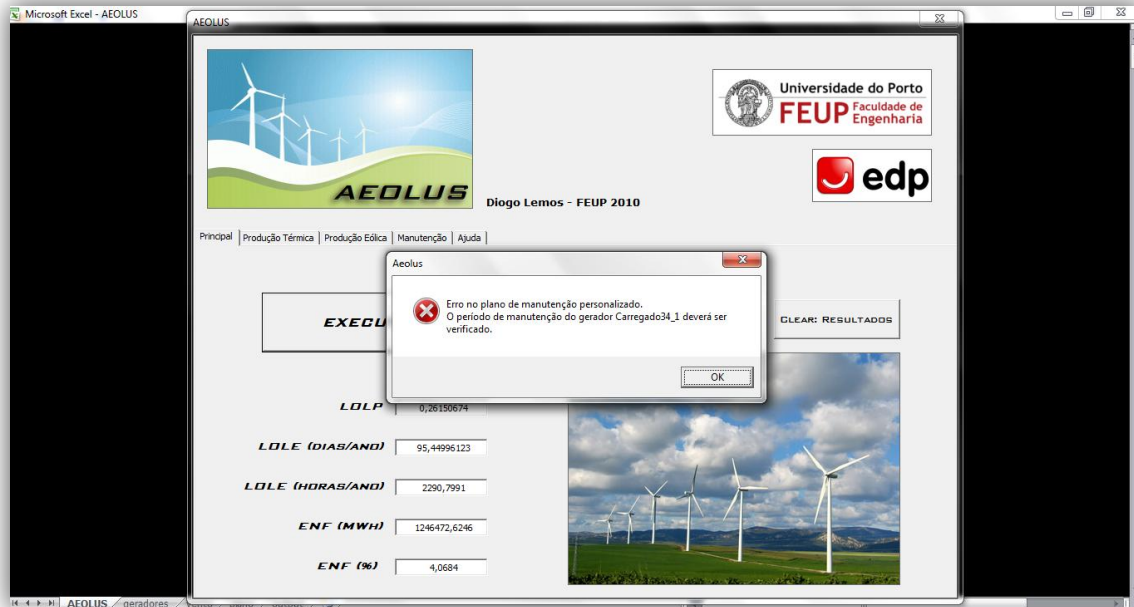 Microsoft Excel - AEOLUS
AEOLUS
AEOLUS
Diogo Lemos - FEUP 2010
Universidade do Porto
FEUP Faculdade de
Engenharia
edp
Principal Produção Térmica Produção Eólica Manutenção Ajuda
Aeolus
Erro no plano de manutenção personalizado.
O período de manutenção do gerador Carregado34_1 deverá ser
verificado.
OK
CLEAR: RESULTADOS
LOLP 0,26150674
LOLE (DIAS/ANO) 95,44996123
LOLE (HORAS/ANO) 2290,7991
ENF (MWH) 1246472,6246
ENF (%) 4,0684
AEOLUS geradores